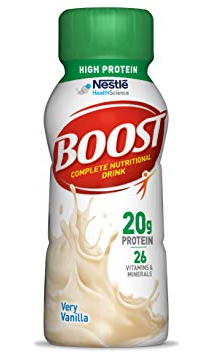 HIGH PROTEIN
Nestlé
HealthScience
BOOST
COMPLETE NUTRITIONAL
DRINK
20g
PROTEIN
26
VITAMINS &
MINERALS
Very
Vanilla